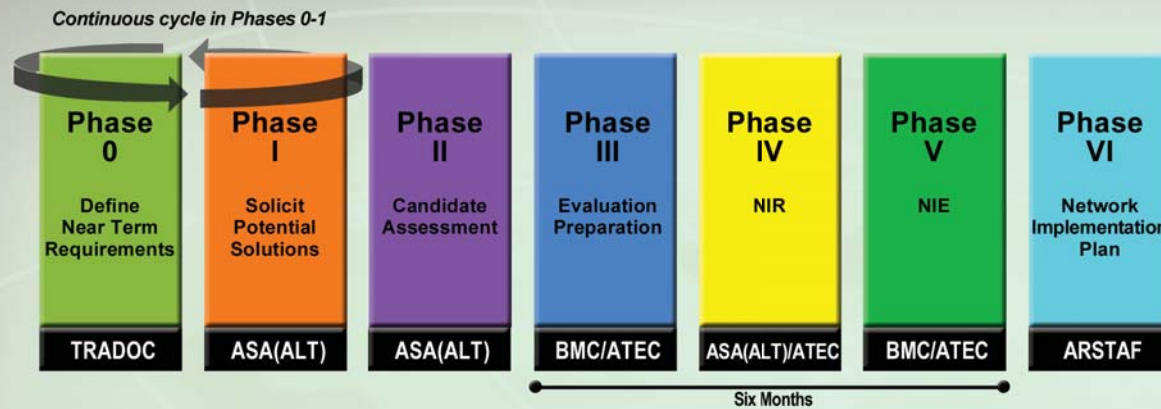 Continuous cycle in Phases 0-1
Phase
0
Define
Near Term
Requirements
TRADOC
Phase
I
Solicit
Potential
Solutions
ASA(ALT)
Phase
II
Candidate
Assessment
ASA(ALT)
Phase
III
Evaluation
Preparation
BMC/ATEC
Phase
IV
NIR
ASA(ALT)/ATEC
Phase
V
NIE
BMC/ATEC
Phase
VI
Network
Implementation
Plan
ARSTAF
Six Months